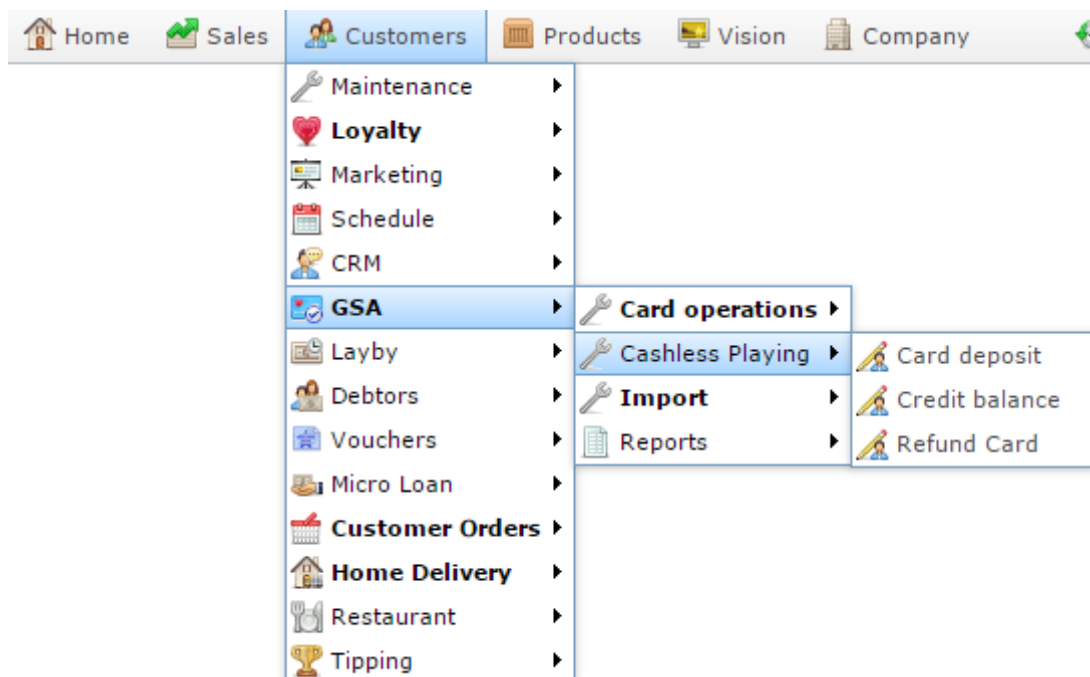 Home Sales Customers Products Vision Company
Maintenance
Loyalty
Marketing
Schedule
CRM
GSA
Layby
Debtors
Vouchers
Micro Loan
Customer Orders
Home Delivery
Restaurant
Tipping
Card operations
Cashless Playing
Import
Reports
Card deposit
Credit balance
Refund Card